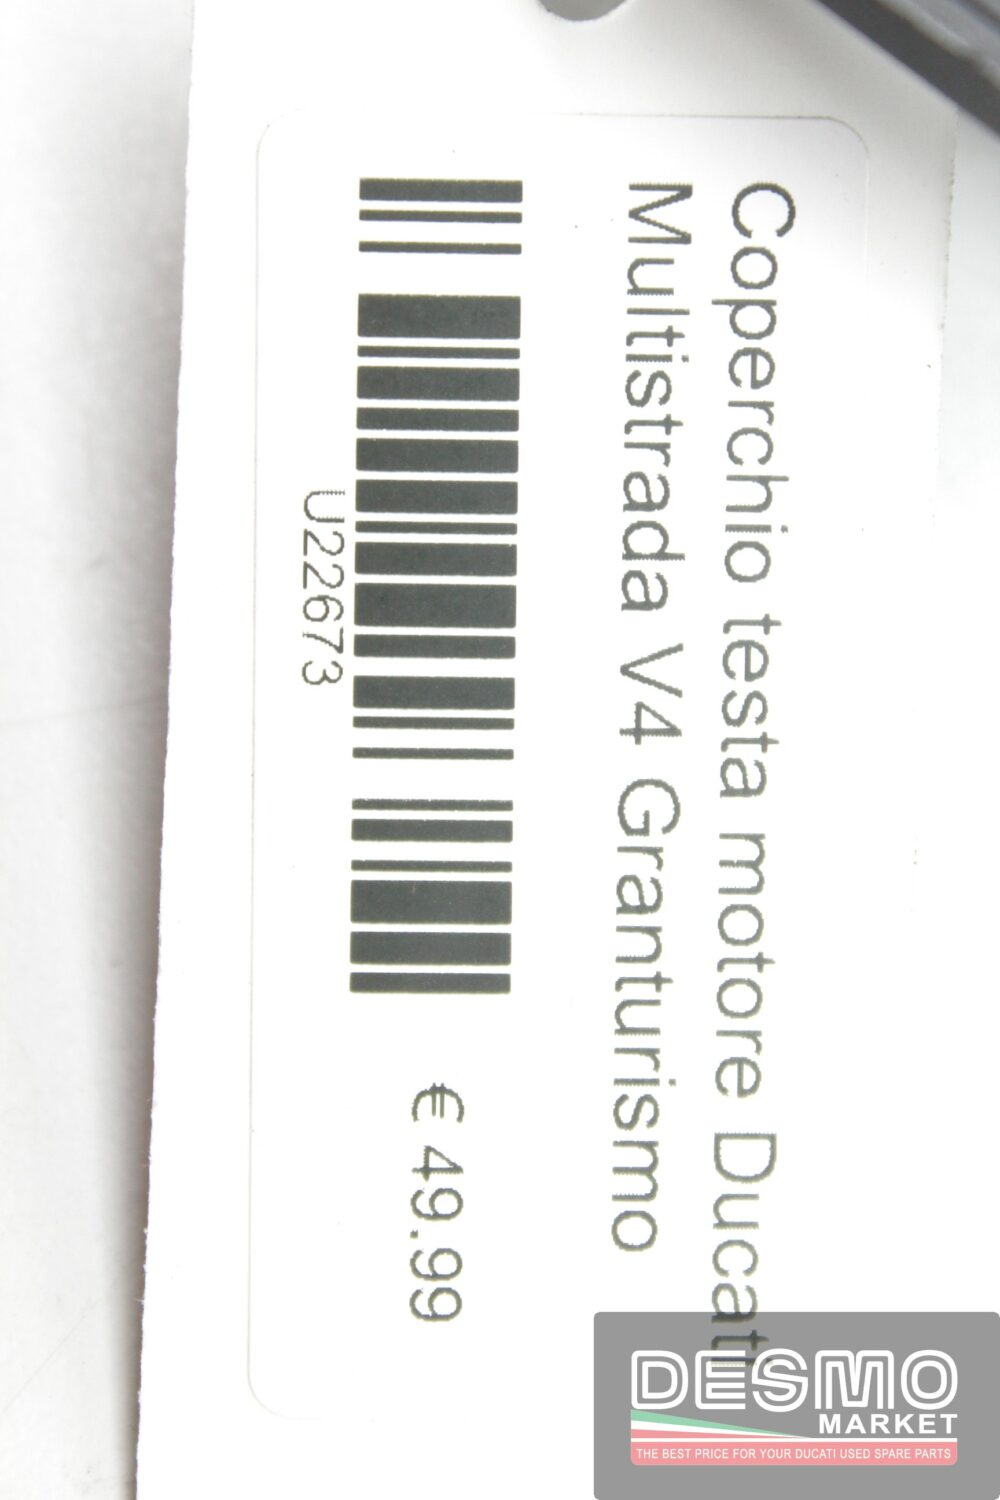 Coperchio testa motore Ducati
Multistrada V4 Granturismo
U22673
€ 49.99
DESMO
MARKET
THE BEST PRICE FOR YOUR DUCATI USED SPARE PARTS